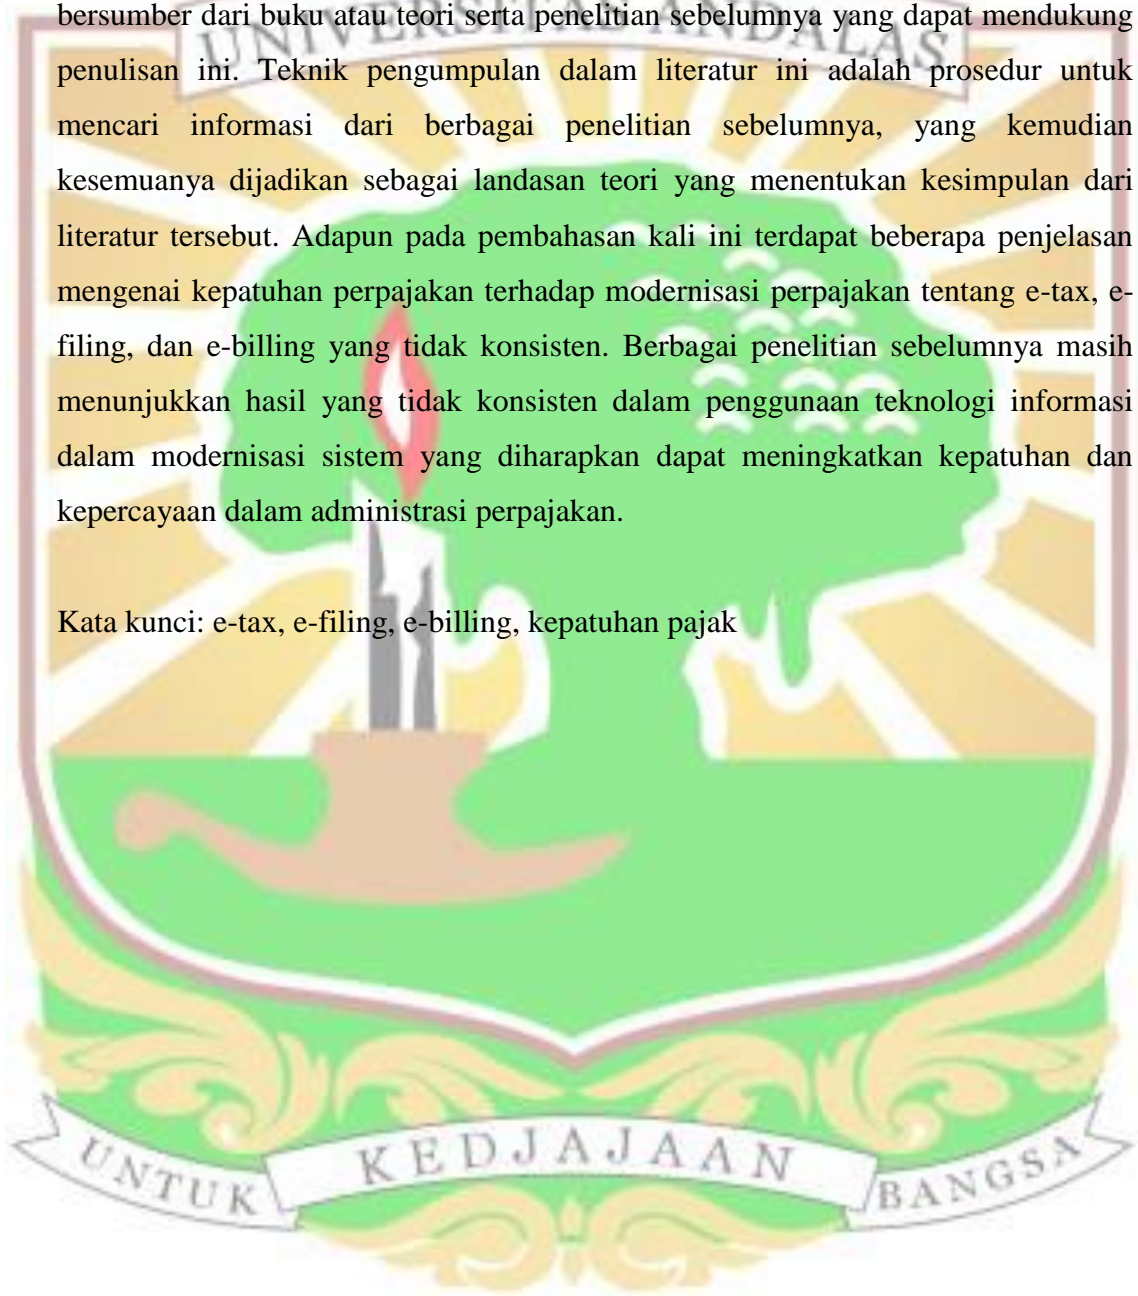 bersumber dari buku atau teori serta penelitian sebelumnya yang dapat mendukung
UNIVERSITAS ANDALAS
penulisan ini. Teknik pengumpulan dalam literatur ini adalah prosedur untuk
mencari informasi dari berbagai penelitian sebelumnya, yang kemudian
kesemuanya dijadikan sebagai landasan teori yang menentukan kesimpulan dari
literatur tersebut. Adapun pada pembahasan kali ini terdapat beberapa penjelasan
mengenai kepatuhan perpajakan terhadap modernisasi perpajakan tentang e-tax, e-
filing, dan e-billing yang tidak konsisten. Berbagai penelitian sebelumnya masih
menunjukkan hasil yang tidak konsisten dalam penggunaan teknologi informasi
dalam modernisasi sistem yang diharapkan dapat meningkatkan kepatuhan dan
kepercayaan dalam administrasi perpajakan.
Kata kunci: e-tax, e-filing, e-billing, kepatuhan pajak
UNTUK KEDJAJAAN BANGSA